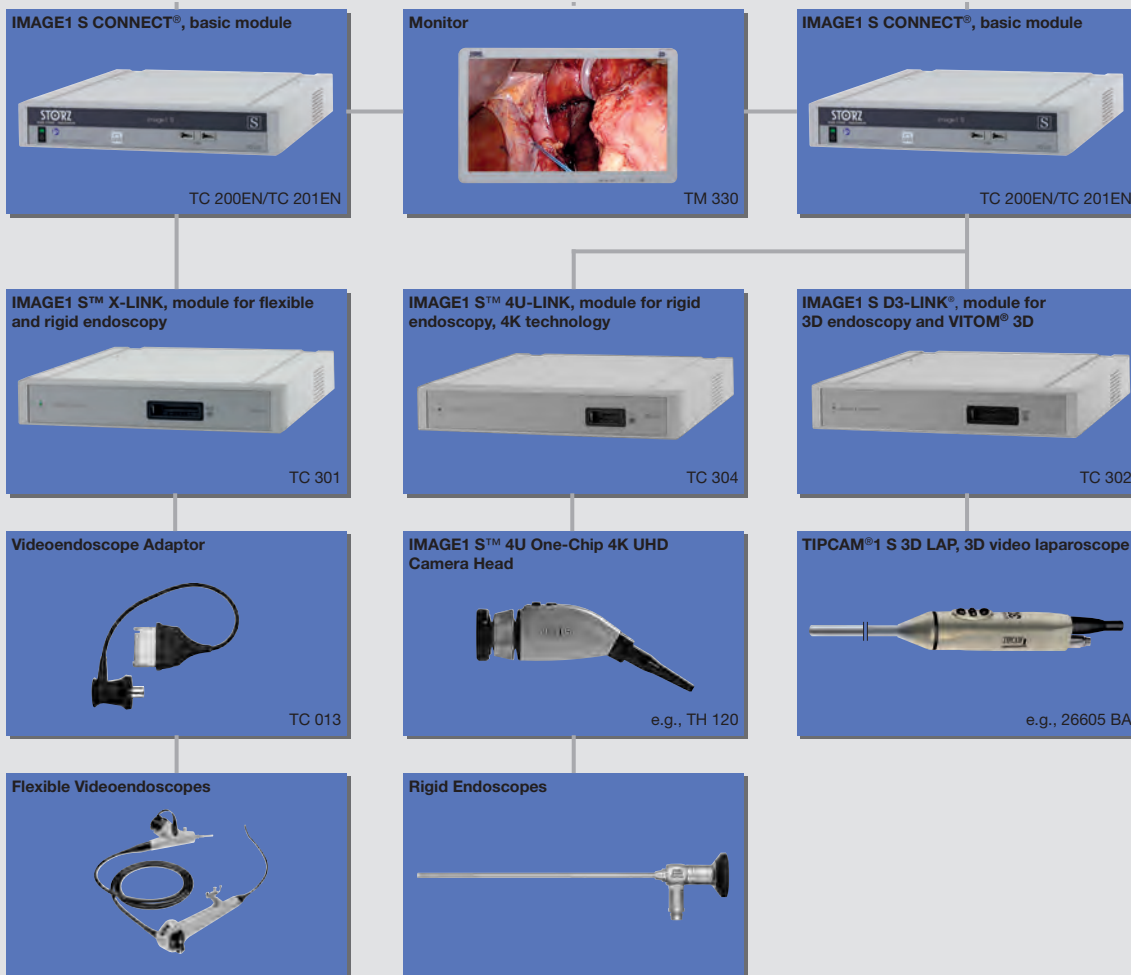 IMAGE1 S CONNECT®, basic module
STORZ
Image1 S
S
TC 200EN/TC 201EN
Monitor
TM 330
IMAGE1 S CONNECT®, basic module
STORZ
Image1 S
S
TC 200EN/TC 201EN
IMAGE1 S™ X-LINK, module for flexible
and rigid endoscopy
TC 301
IMAGE1 S™ 4U-LINK, module for rigid
endoscopy, 4K technology
TC 304
IMAGE1 S D3-LINK®, module for
3D endoscopy and VITOM® 3D
TC 302
Videoendoscope Adaptor
TC 013
IMAGE1 S™ 4U One-Chip 4K UHD
Camera Head
e.g., TH 120
TIPCAM®1 S 3D LAP, 3D video laparoscope
e.g., 26605 BA
Flexible Videoendoscopes
Rigid Endoscopes